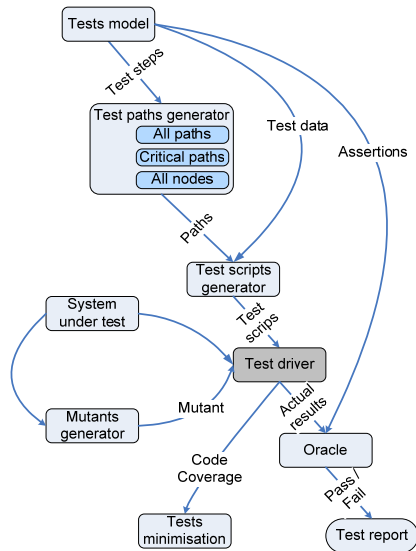 Tests model
Test steps
Test paths generator
All paths
Critical paths
All nodes
Test data
Assertions
Paths
Test scripts
generator
Test
scrips
System
under test
Test driver
Mutant
Mutants
generator
Actual
results
Oracle
Code
Coverage
Pass /
Fail
Tests
minimisation
Test report